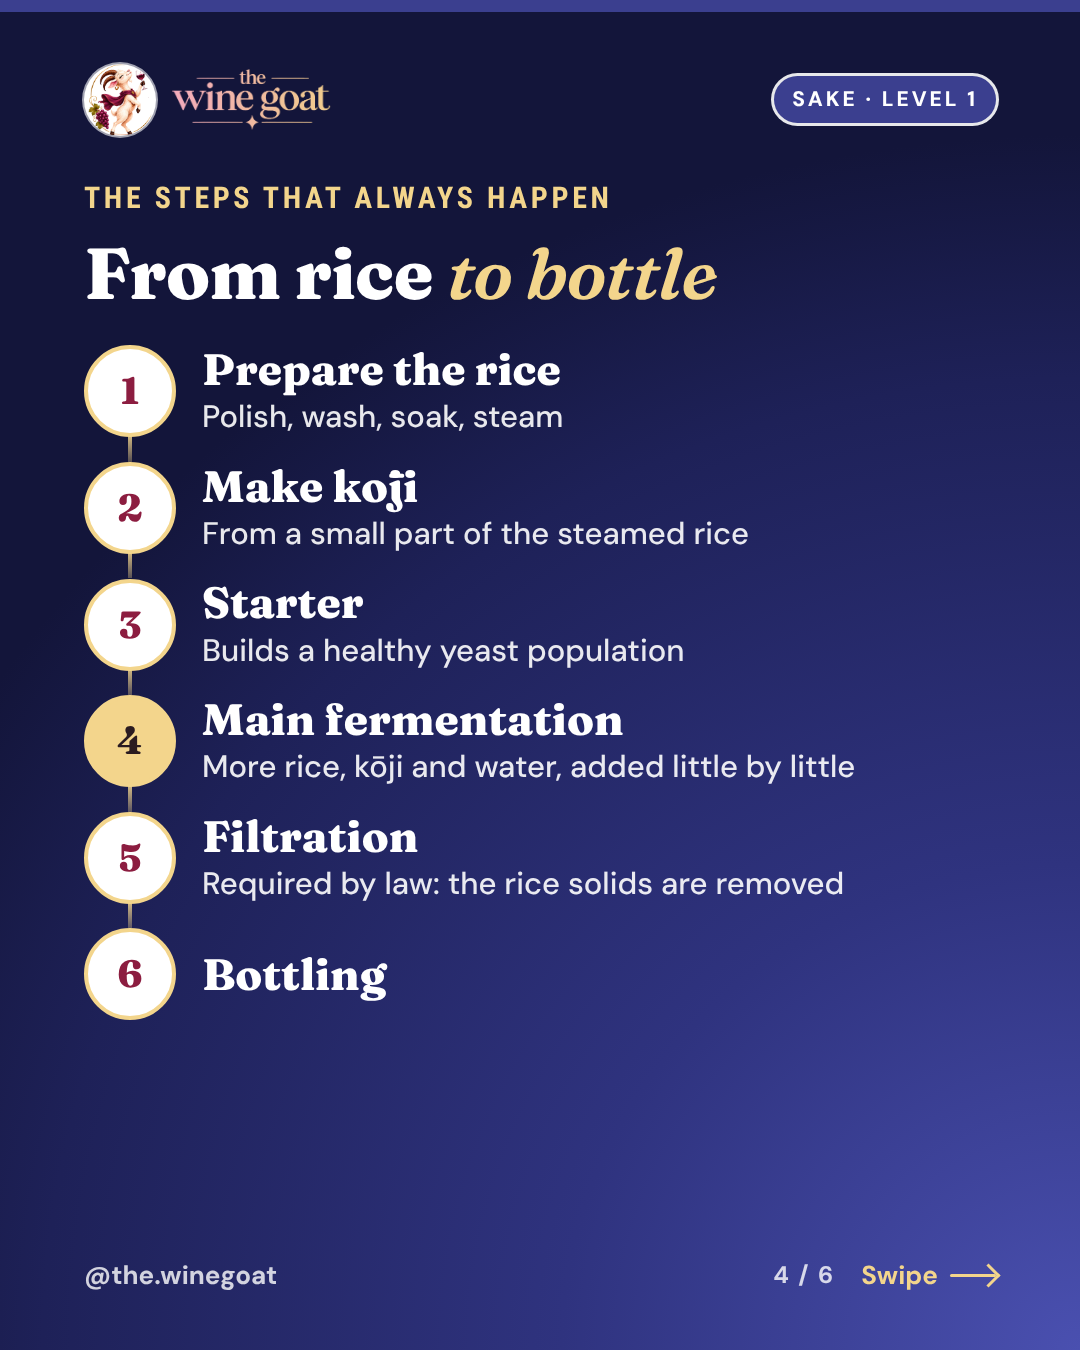 the
wine goat
SAKE · LEVEL 1
THE STEPS THAT ALWAYS HAPPEN
From rice to bottle
1
Prepare the rice
Polish, wash, soak, steam
2
Make kōji
From a small part of the steamed rice
3
Starter
Builds a healthy yeast population
4
Main fermentation
More rice, kōji and water, added little by little
5
Filtration
Required by law: the rice solids are removed
6
Bottling
@the.winegoat
4 / 6 Swipe